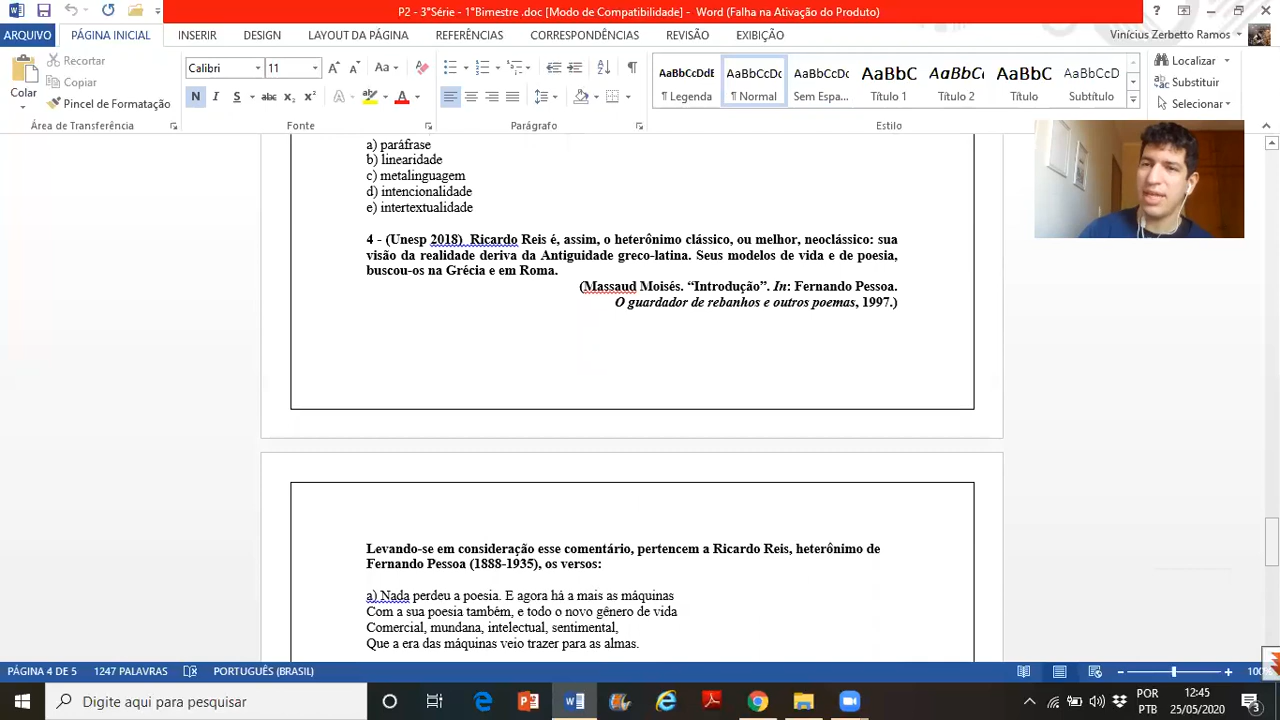 P2 - 3°Série - 1°Bimestre .doc [Modo de Compatibilidade] - Word (Falha na Ativação do Produto)
ARQUIVO PÁGINA INICIAL INSERIR DESIGN LAYOUT DA PÁGINA REFERÊNCIAS CORRESPONDÊNCIAS REVISÃO EXIBIÇÃO Vinícius Zerbetto Ramos
Colar
Recortar
Copiar
Pincel de Formatação
Área de Transferência
Calibri 11
N I S abc x₂ x²
Fonte
Parágrafo
AaBbCcDdE AaBbCcDc AaBbCcDc AaBbC AaBbCc AaBbC AaBbCcD
¶ Legenda ¶ Normal Sem Espa... Título 1 Título 2 Título Subtítulo
Estilo
Localizar
Substituir
Selecionar
a) paráfrase
b) linearidade
c) metalinguagem
d) intencionalidade
e) intertextualidade
4 - (Unesp 2018) Ricardo Reis é, assim, o heterônimo clássico, ou melhor, neoclássico: sua
visão da realidade deriva da Antiguidade greco-latina. Seus modelos de vida e de poesia,
buscou-os na Grécia e em Roma.
(Massaud Moisés. “Introdução”. In: Fernando Pessoa.
O guardador de rebanhos e outros poemas, 1997.)
Levando-se em consideração esse comentário, pertencem a Ricardo Reis, heterônimo de
Fernando Pessoa (1888-1935), os versos:
a) Nada perdeu a poesia. E agora há a mais as máquinas
Com a sua poesia também, e todo o novo gênero de vida
Comercial, mundana, intelectual, sentimental,
Que a era das máquinas veio trazer para as almas.
PÁGINA 4 DE 5 1247 PALAVRAS PORTUGUÊS (BRASIL) 100%
Digite aqui para pesquisar
POR
PTB
12:45
25/05/2020
3